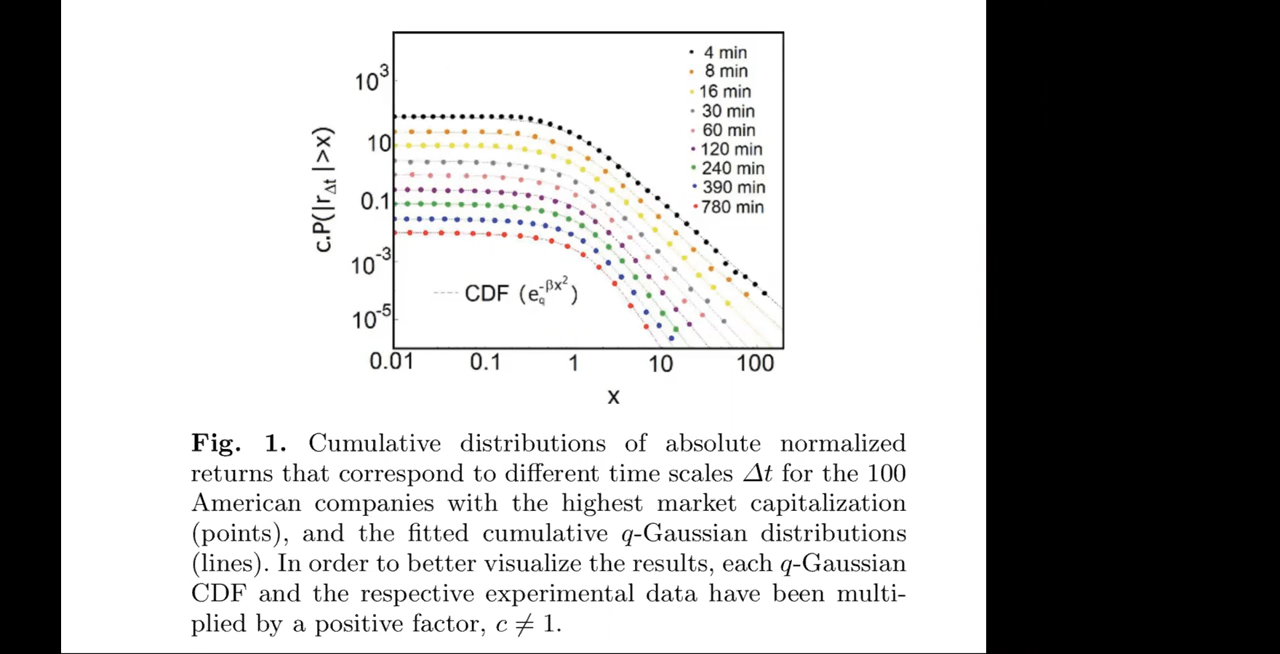 4 min
8 min
16 min
30 min
60 min
120 min
240 min
390 min
780 min
10³
10
0.1
10⁻³
10⁻⁵
c.P(|r_Δt|>x)
CDF (e_q^-βx²)
0.01 0.1 1 10 100
x
Fig. 1. Cumulative distributions of absolute normalized
returns that correspond to different time scales Δt for the 100
American companies with the highest market capitalization
(points), and the fitted cumulative q-Gaussian distributions
(lines). In order to better visualize the results, each q-Gaussian
CDF and the respective experimental data have been multi-
plied by a positive factor, c ≠ 1.